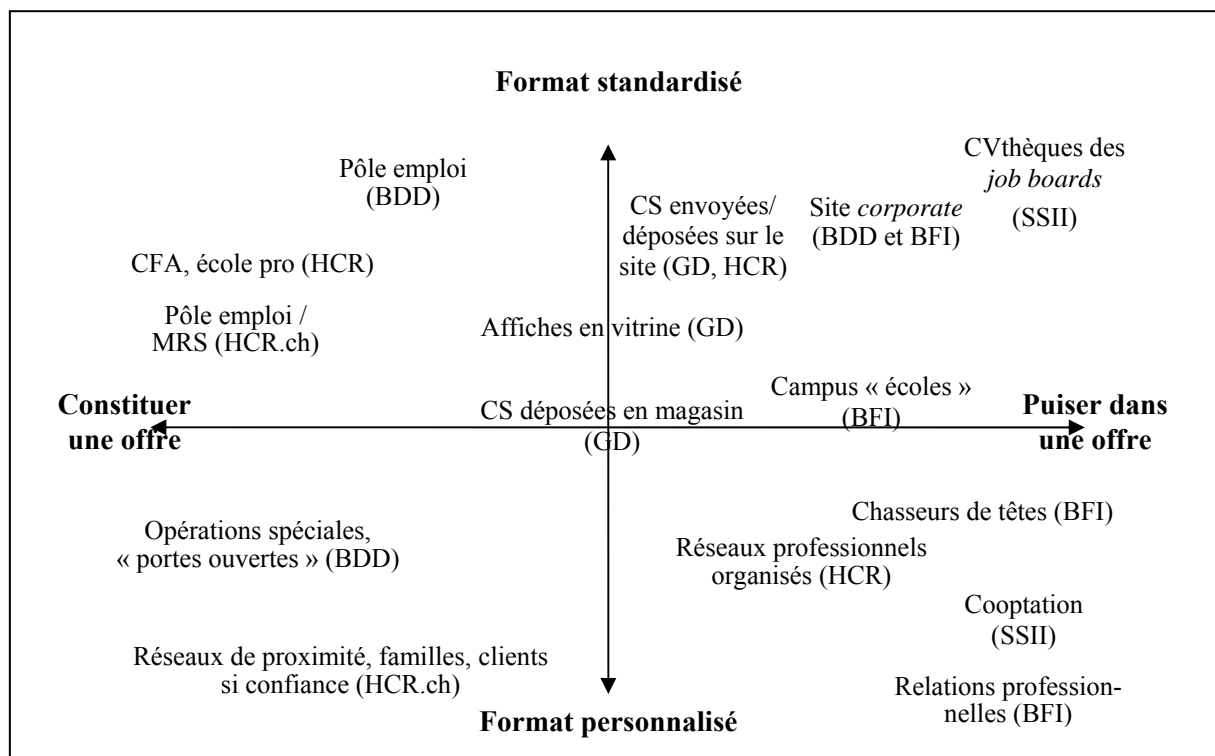 Format standardisé
Pôle emploi
(BDD)
CS envoyées/
déposées sur le
site (GD, HCR)
Site corporate
(BDD et BFI)
CVthèques des
job boards
(SSII)
CFA, école pro (HCR)
Pôle emploi /
MRS (HCR.ch)
Affiches en vitrine (GD)
Constituer
une offre
CS déposées en magasin
(GD)
Campus « écoles »
(BFI)
Puiser dans
une offre
Opérations spéciales,
« portes ouvertes » (BDD)
Chasseurs de têtes (BFI)
Réseaux professionnels
organisés (HCR)
Cooptation
(SSII)
Réseaux de proximité, familles, clients
si confiance (HCR.ch)
Relations profession-
nelles (BFI)
Format personnalisé